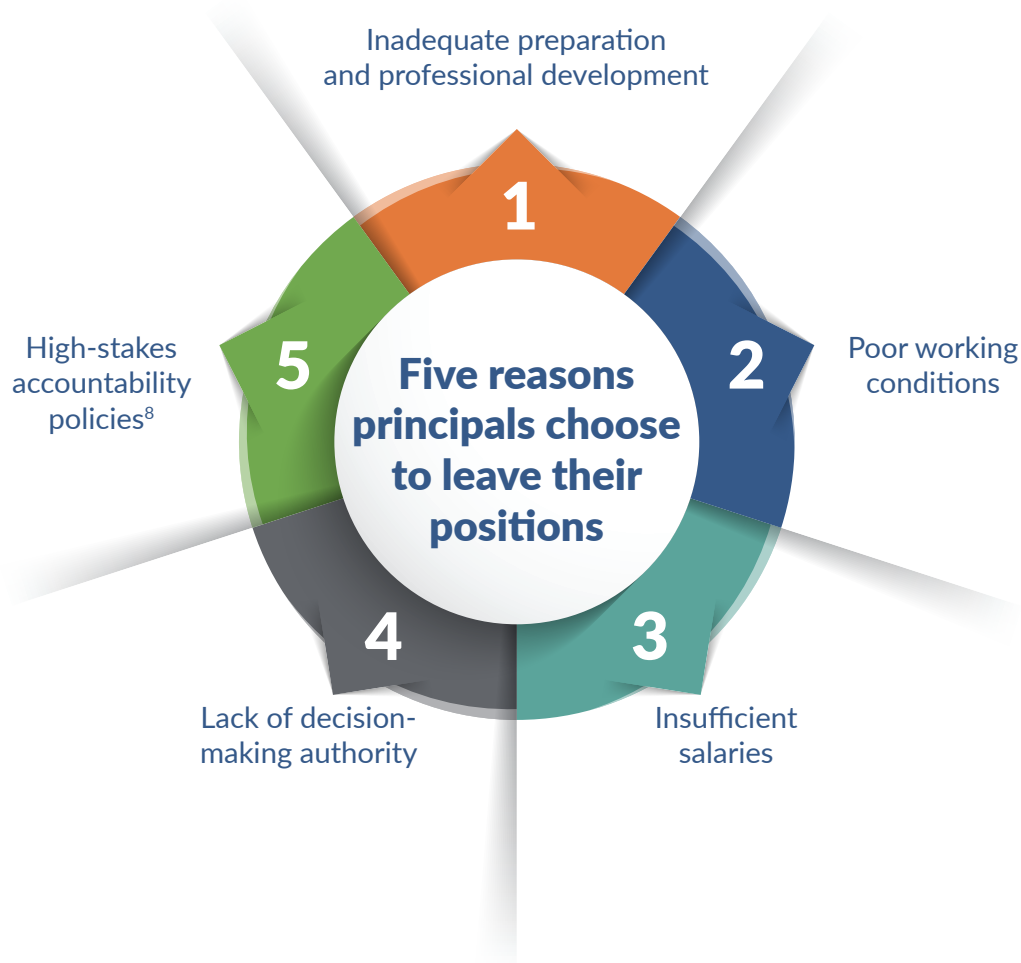 Inadequate preparation
and professional development
1
2
Poor working
conditions
3
Insufficient
salaries
4
Lack of decision-
making authority
5
High-stakes
accountability
policies⁸
Five reasons
principals choose
to leave their
positions